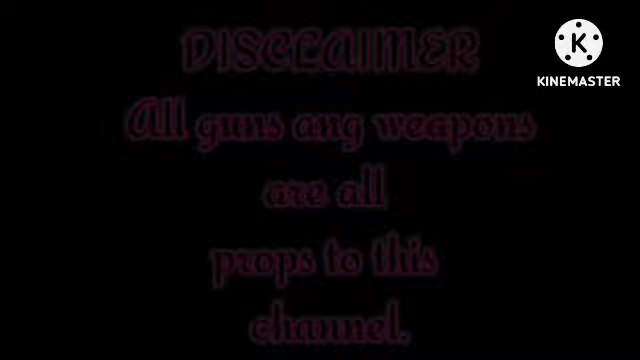 DISCLAIMER
All guns ang weapons
are all
props to this
channel.
K
KINEMASTER